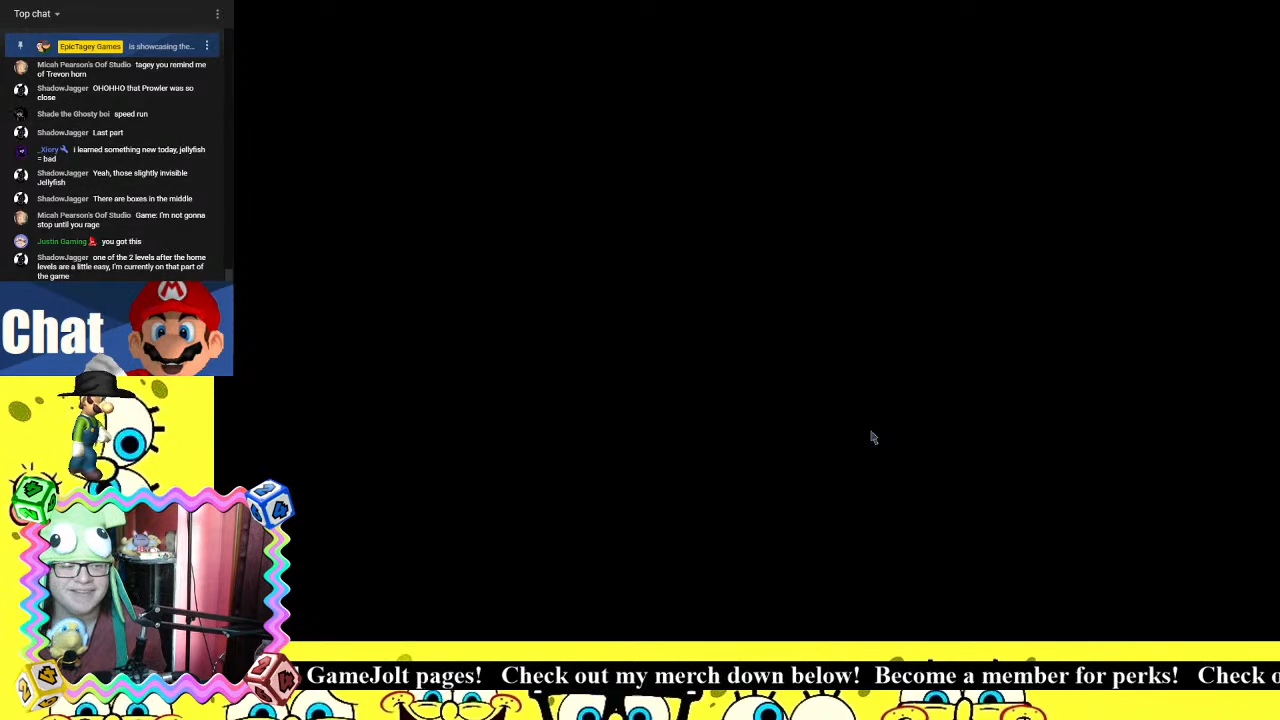 Top chat
EpicTagey Games is showcasing the...
Micah Pearson's Oof Studio tagey you remind me
of Trevon horn
ShadowJagger OHOHHO that Prowler was so
close
Shade the Ghosty boi speed run
ShadowJagger Last part
_Xiory i learned something new today, jellyfish
= bad
ShadowJagger Yeah, those slightly invisible
Jellyfish
ShadowJagger There are boxes in the middle
Micah Pearson's Oof Studio Game: I'm not gonna
stop until you rage
Justin Gaming you got this
ShadowJagger one of the 2 levels after the home
levels are a little easy, I'm currently on that part of
the game
Chat
M
GameJolt pages! Check out my merch down below! Become a member for perks! Check o